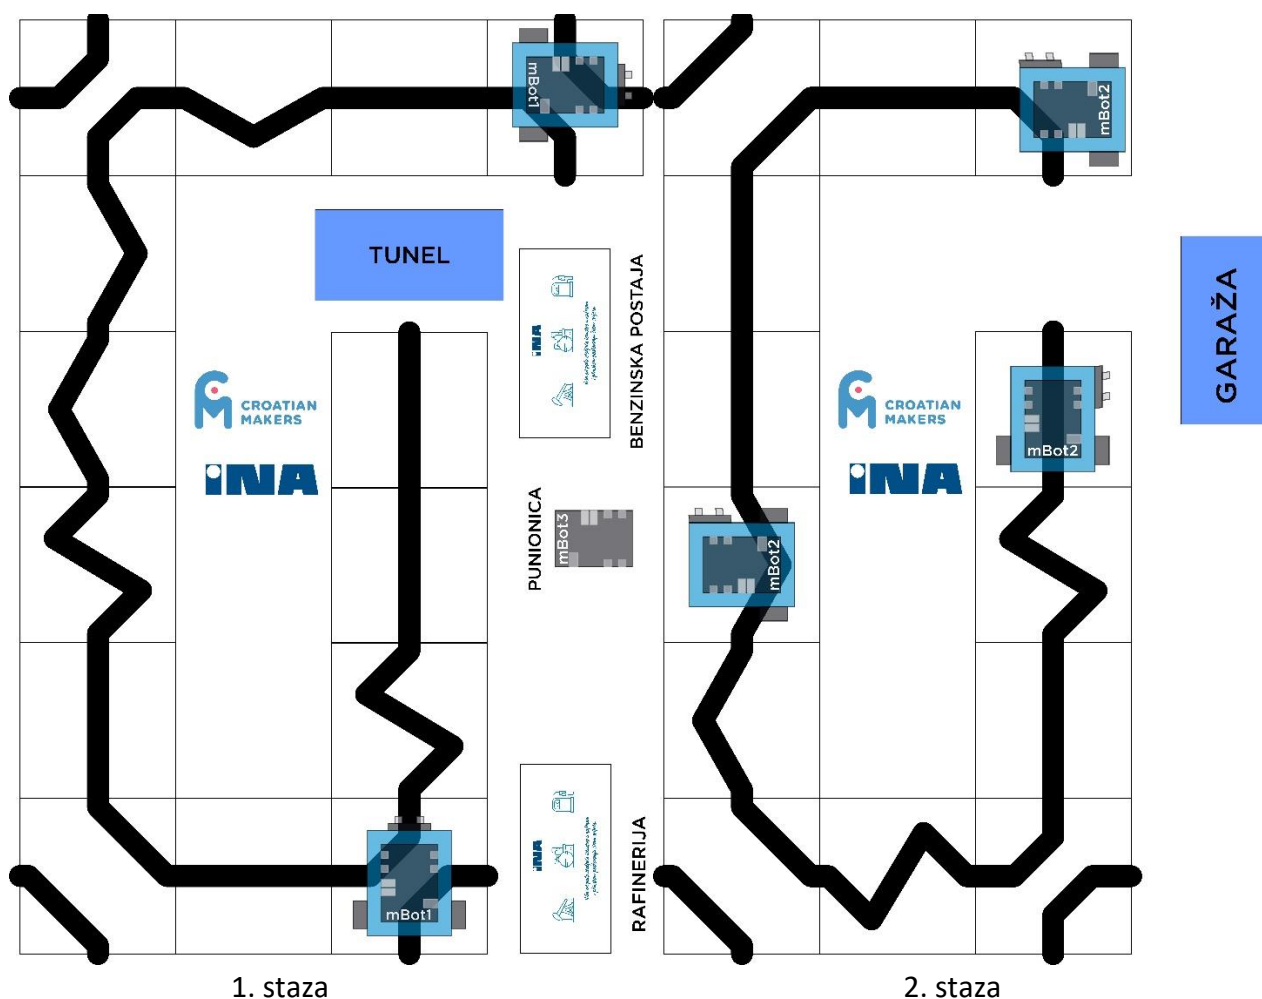 mBot1
mBot2
TUNEL
BENZINSKA POSTAJA
INA
GARAŽA
CROATIAN
MAKERS
INA
CROATIAN
MAKERS
INA
mBot2
PUNIONICA
mBot3
mBot2
RAFINERIJA
INA
mBot1
1. staza
2. staza